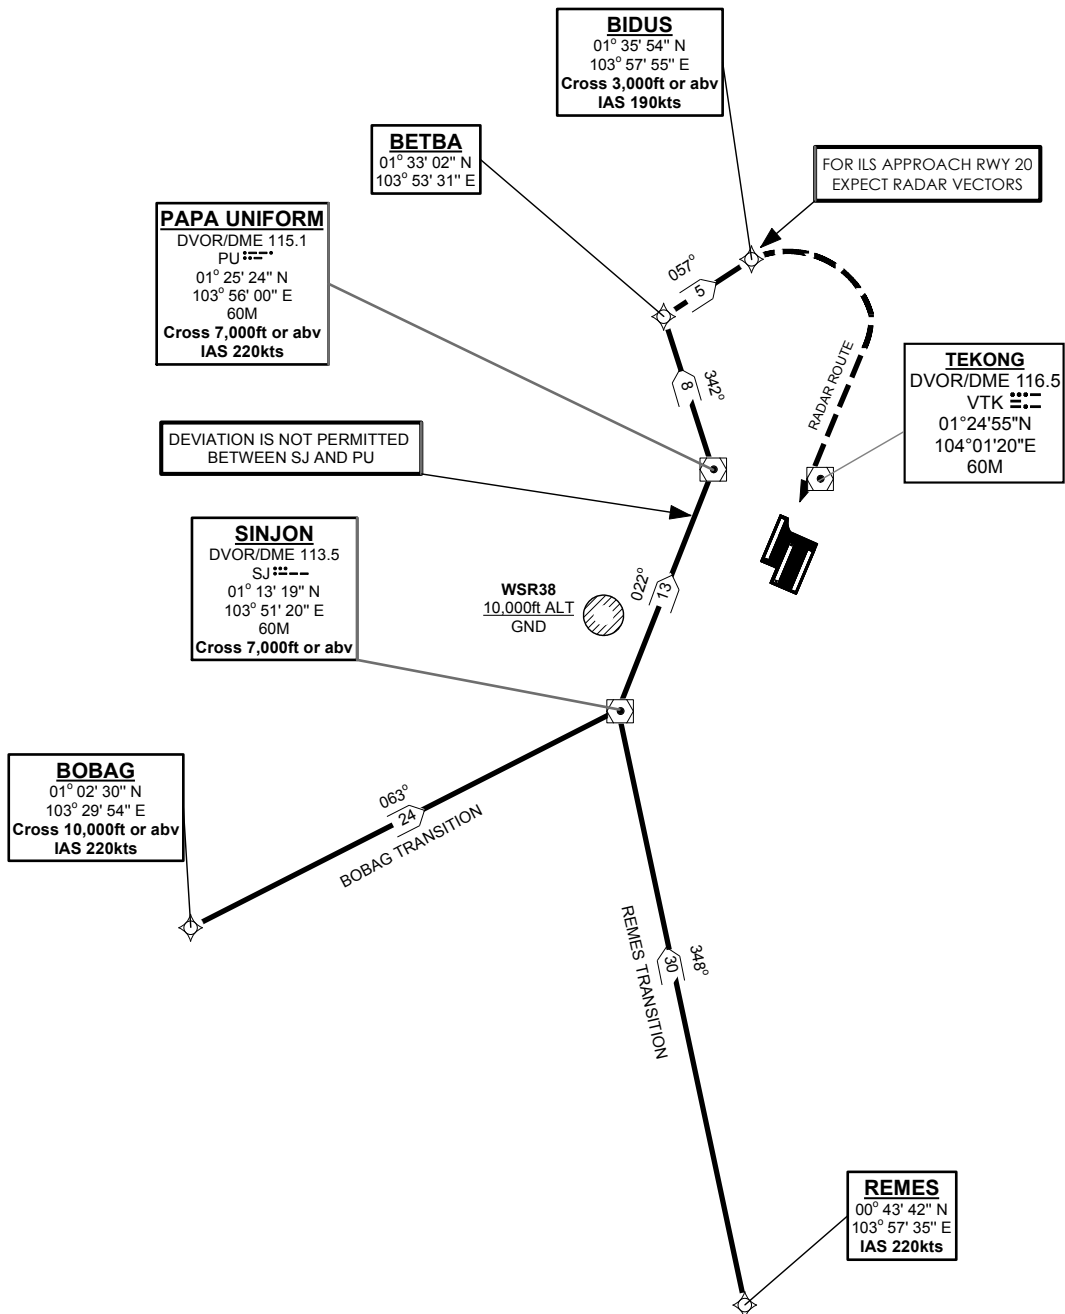 BIDUS
01° 35' 54" N
103° 57' 55" E
Cross 3,000ft or abv
IAS 190kts
BETBA
01° 33' 02" N
103° 53' 31" E
FOR ILS APPROACH RWY 20
EXPECT RADAR VECTORS
PAPA UNIFORM
DVOR/DME 115.1
PU
01° 25' 24" N
103° 56' 00" E
60M
Cross 7,000ft or abv
IAS 220kts
057°
5
342°
8
RADAR ROUTE
TEKONG
DVOR/DME 116.5
VTK
01°24'55"N
104°01'20"E
60M
DEVIATION IS NOT PERMITTED
BETWEEN SJ AND PU
SINJON
DVOR/DME 113.5
SJ
01° 13' 19" N
103° 51' 20" E
60M
Cross 7,000ft or abv
WSR38
10,000ft ALT
GND
022°
13
BOBAG
01° 02' 30" N
103° 29' 54" E
Cross 10,000ft or abv
IAS 220kts
063°
24
BOBAG TRANSITION
REMES TRANSITION
348°
30
REMES
00° 43' 42" N
103° 57' 35" E
IAS 220kts